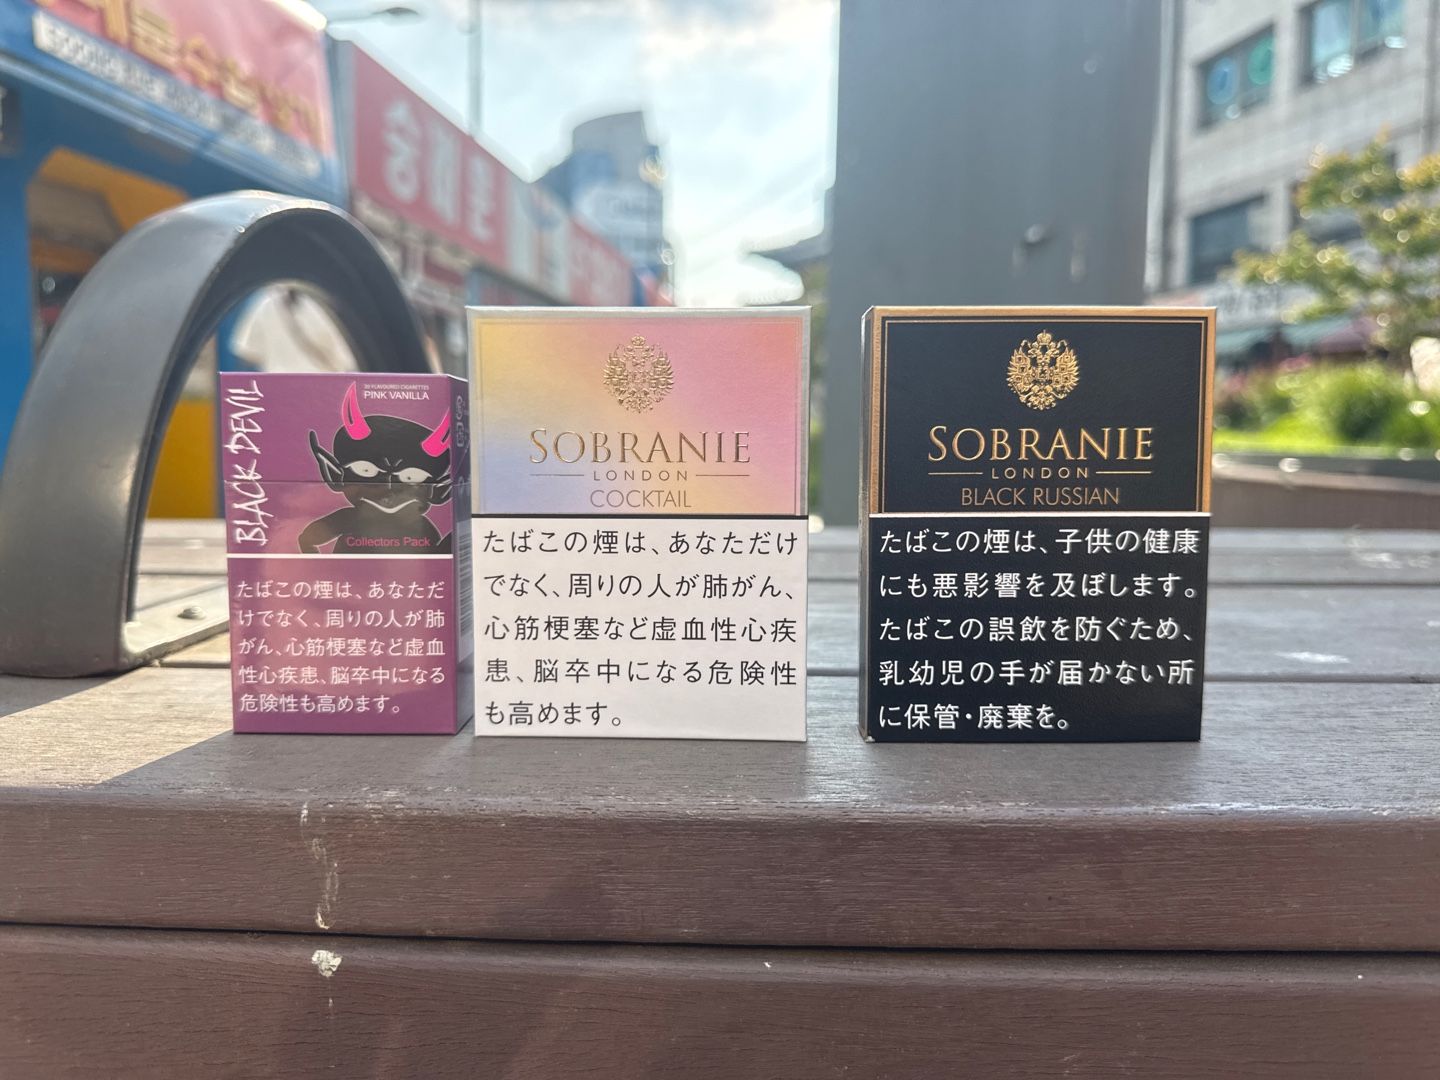 BLACK DEVIL
20 FLAVOURED CIGARETTES
PINK VANILLA
Collectors Pack
たばこの煙は、あなただ
けでなく、周りの人が肺
がん、心筋梗塞など虚血
性心疾患、脳卒中になる
危険性も高めます。
SOBRANIE
LONDON
COCKTAIL
たばこの煙は、あなただけ
でなく、周りの人が肺がん、
心筋梗塞など虚血性心疾
患、脳卒中になる危険性
も高めます。
SOBRANIE
LONDON
BLACK RUSSIAN
たばこの煙は、子供の健康
にも悪影響を及ぼします。
たばこの誤飲を防ぐため、
乳幼児の手が届かない所
に保管・廃棄を。